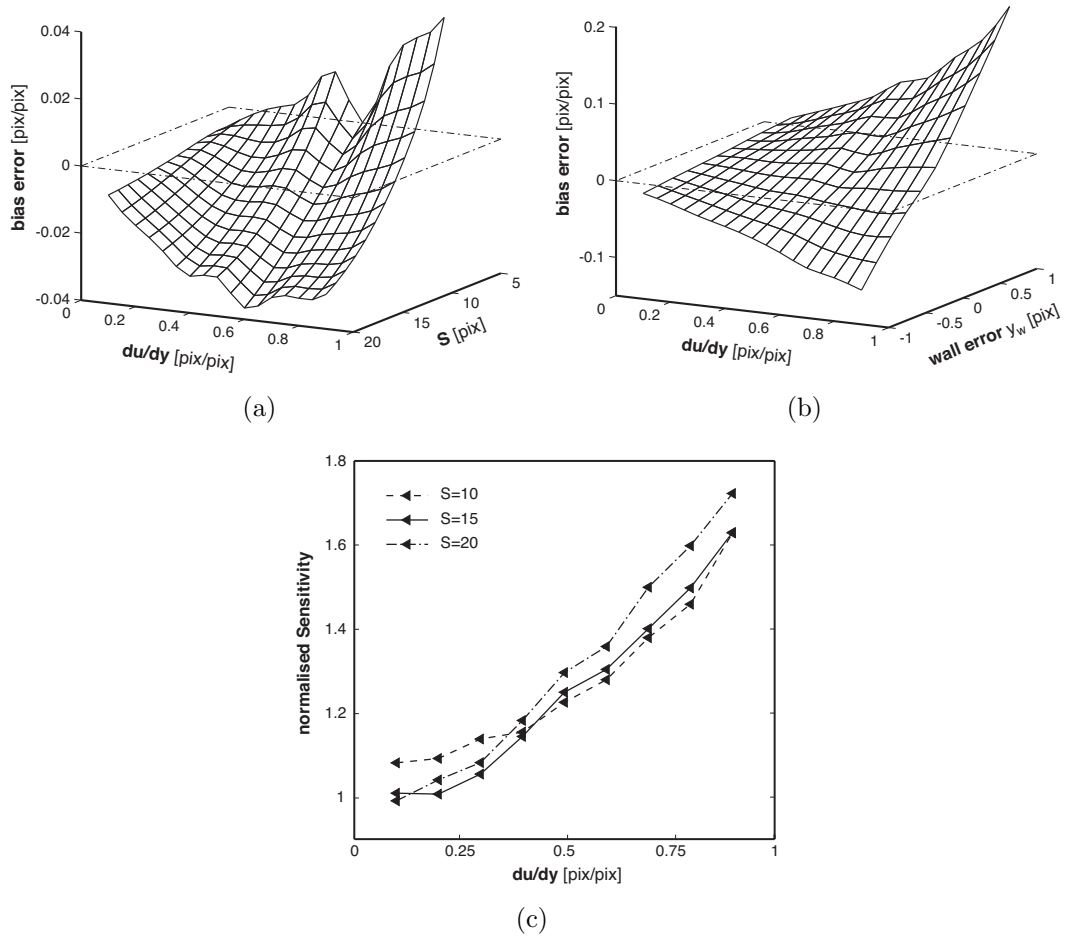 0.04
0.02
0
-0.02
-0.04
bias error [pix/pix]
0
0.2
0.4
0.6
0.8
1
du/dy [pix/pix]
20
15
10
5
S [pix]
(a)
0.2
0.1
0
-0.1
bias error [pix/pix]
0
0.2
0.4
0.6
0.8
1
du/dy [pix/pix]
-1
-0.5
0
0.5
1
wall error y_w [pix]
(b)
1.8
1.6
1.4
1.2
1
normalised Sensitivity
S=10
S=15
S=20
0
0.25
0.5
0.75
1
du/dy [pix/pix]
(c)